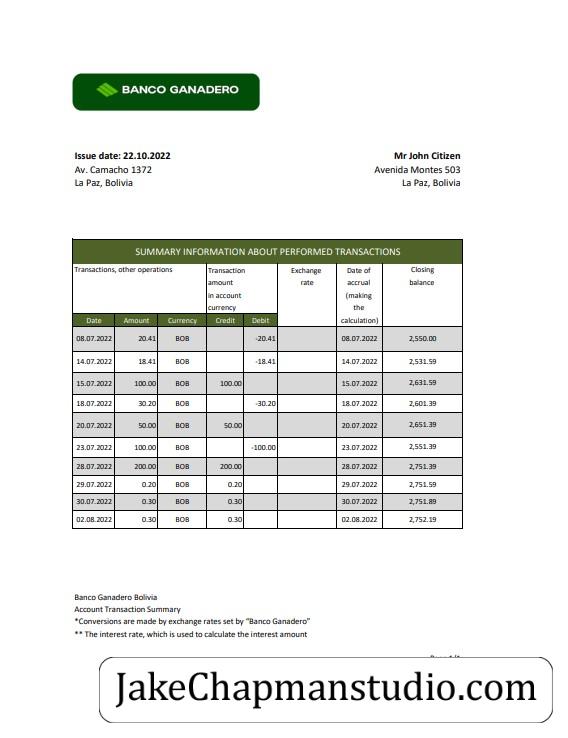 BANCO GANADERO
Issue date: 22.10.2022 Mr John Citizen
Av. Camacho 1372 Avenida Montes 503
La Paz, Bolivia La Paz, Bolivia
SUMMARY INFORMATION ABOUT PERFORMED TRANSACTIONS
Transactions, other operations Transaction amount in account currency Exchange rate Date of accrual (making the calculation) Closing balance
Date Amount Currency Credit Debit
08.07.2022 20.41 BOB -20.41 08.07.2022 2,550.00
14.07.2022 18.41 BOB -18.41 14.07.2022 2,531.59
15.07.2022 100.00 BOB 100.00 15.07.2022 2,631.59
18.07.2022 30.20 BOB -30.20 18.07.2022 2,601.39
20.07.2022 50.00 BOB 50.00 20.07.2022 2,651.39
23.07.2022 100.00 BOB -100.00 23.07.2022 2,551.39
28.07.2022 200.00 BOB 200.00 28.07.2022 2,751.39
29.07.2022 0.20 BOB 0.20 29.07.2022 2,751.59
30.07.2022 0.30 BOB 0.30 30.07.2022 2,751.89
02.08.2022 0.30 BOB 0.30 02.08.2022 2,752.19
Banco Ganadero Bolivia
Account Transaction Summary
*Conversions are made by exchange rates set by “Banco Ganadero”
** The interest rate, which is used to calculate the interest amount
JakeChapmanstudio.com